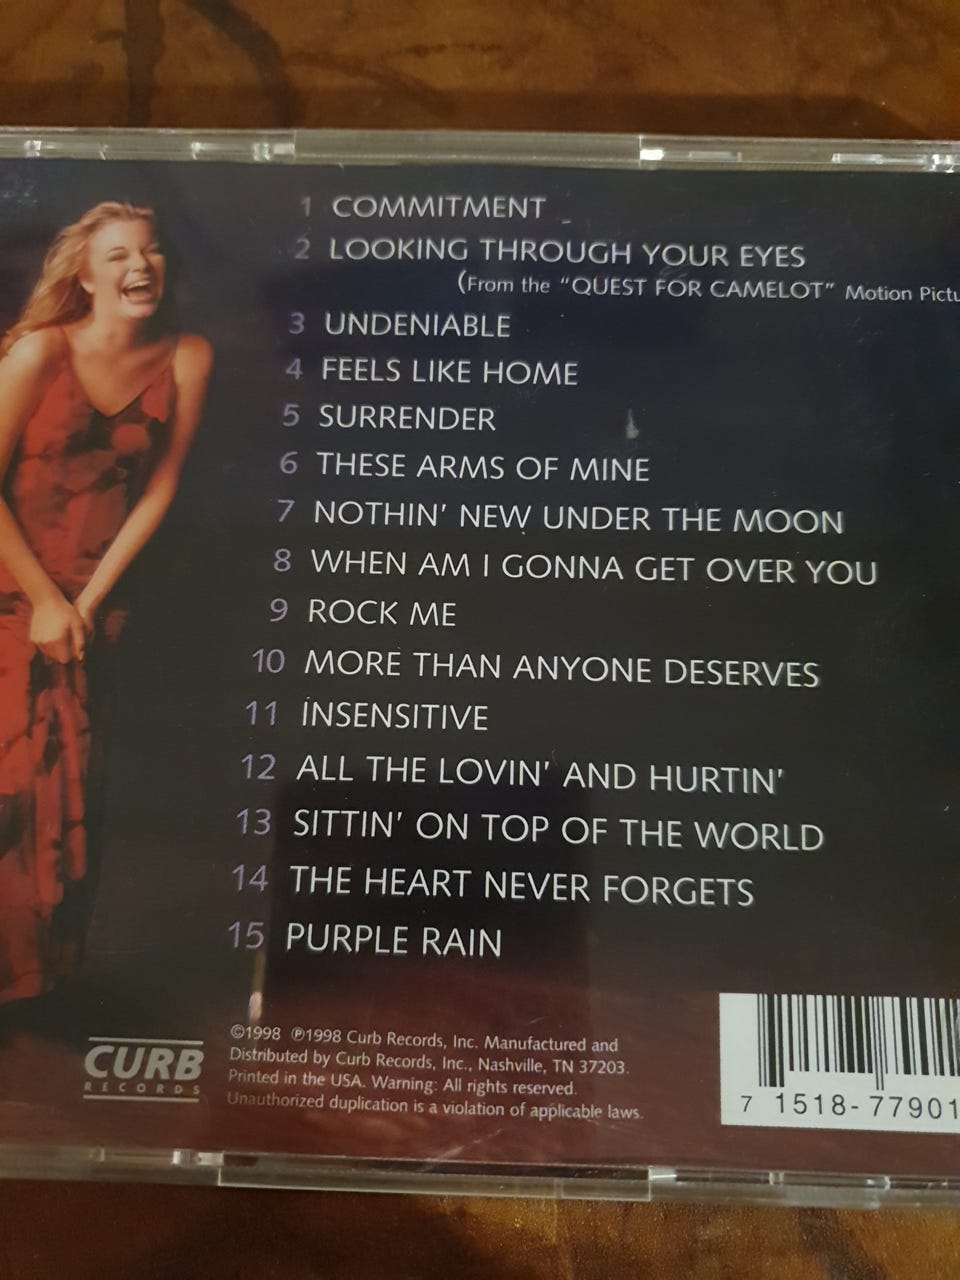 1 COMMITMENT
2 LOOKING THROUGH YOUR EYES
(From the "QUEST FOR CAMELOT" Motion
3 UNDENIABLE
4 FEELS LIKE HOME
5 SURRENDER
6 THESE ARMS OF MINE
7 NOTHIN' NEW UNDER THE MOON
8 WHEN AM I GONNA GET OVER YOU
9 ROCK ME
10 MORE THAN ANYONE DESERVES
11 INSENSITIVE
12 ALL THE LOVIN' AND HURTIN'
13 SITTIN' ON TOP OF THE WORLD
14 THE HEART NEVER FORGETS
15 PURPLE RAIN
CURB
RECORDS
©1998 ℗1998 Curb Records, Inc. Manufactured and
Distributed by Curb Records, Inc., Nashville, TN 37203.
Printed in the USA. Warning: All rights reserved.
Unauthorized duplication is a violation of applicable laws.
7 1518-77901